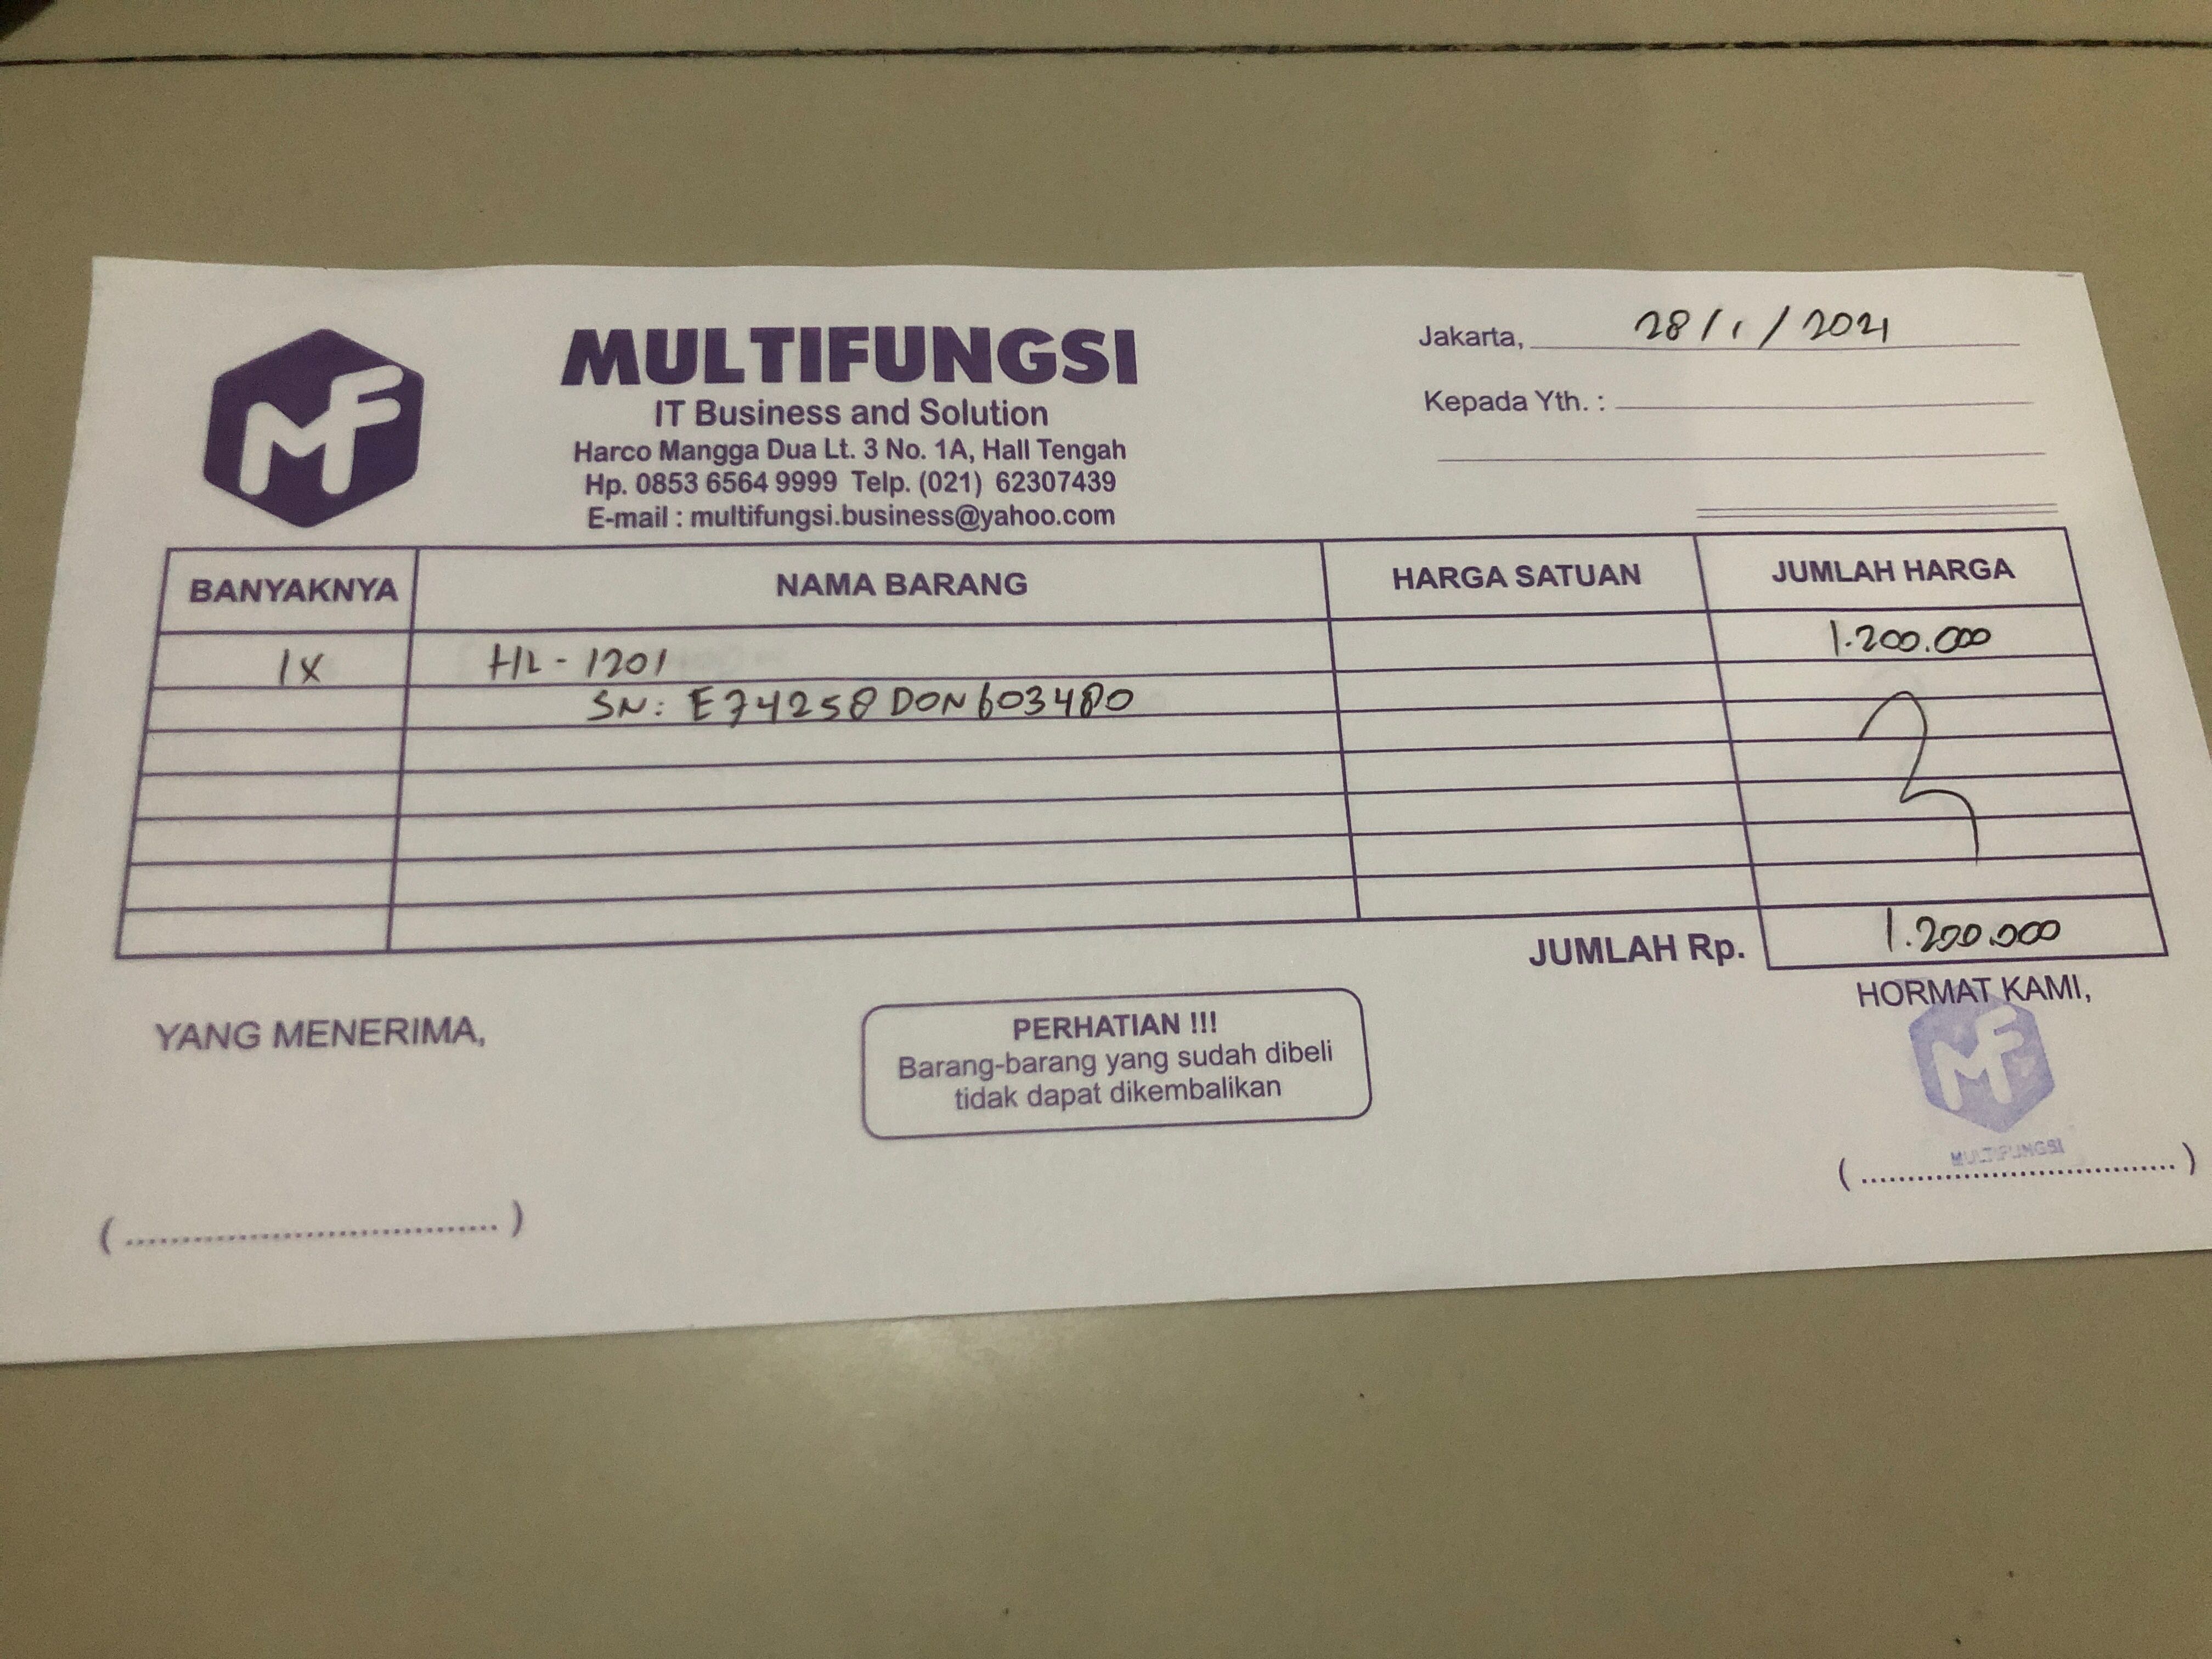 MF
MULTIFUNGSI
IT Business and Solution
Harco Mangga Dua Lt. 3 No. 1A, Hall Tengah
Hp. 0853 6564 9999 Telp. (021) 62307439
E-mail : multifungsi.business@yahoo.com
Jakarta, 28/1/2021
Kepada Yth. :
BANYAKNYA NAMA BARANG HARGA SATUAN JUMLAH HARGA
1X HL-1201 1.200.000
SN: E74258D0N603480
JUMLAH Rp. 1.200.000
YANG MENERIMA,
PERHATIAN !!!
Barang-barang yang sudah dibeli
tidak dapat dikembalikan
HORMAT KAMI,
MF
MULTIFUNGSI
(................................)
(................................)